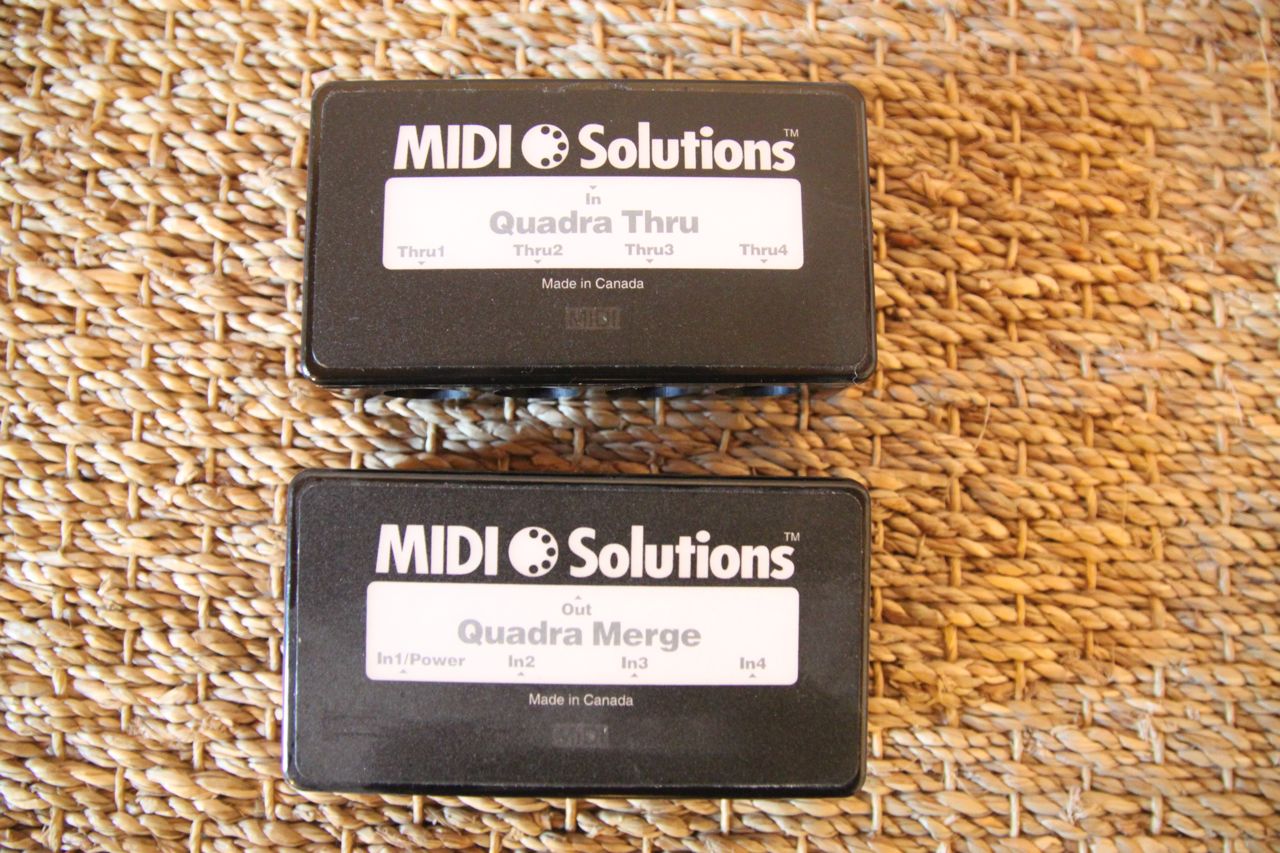 MIDI Solutions™
In
Quadra Thru
Thru1 Thru2 Thru3 Thru4
Made in Canada
MIDI
MIDI Solutions™
Out
Quadra Merge
In1/Power In2 In3 In4
Made in Canada
MIDI